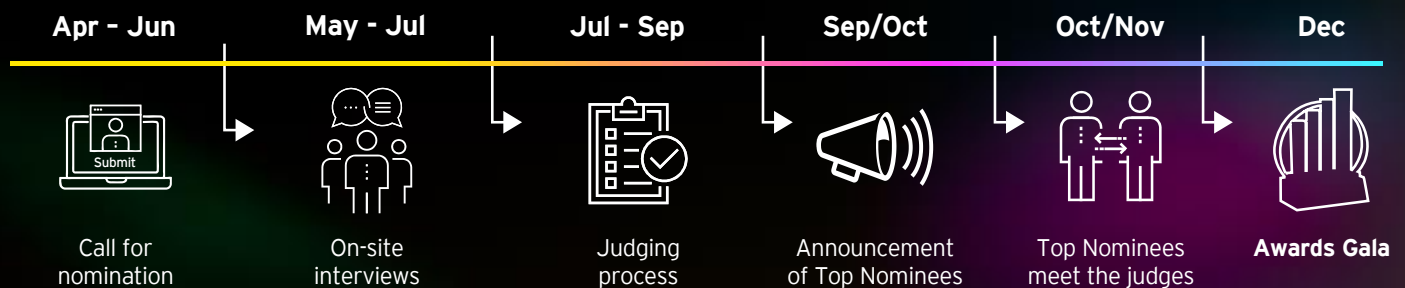 Apr – Jun
May - Jul
Jul - Sep
Sep/Oct
Oct/Nov
Dec
Submit
Call for
nomination
On-site
interviews
Judging
process
Announcement
of Top Nominees
Top Nominees
meet the judges
Awards Gala